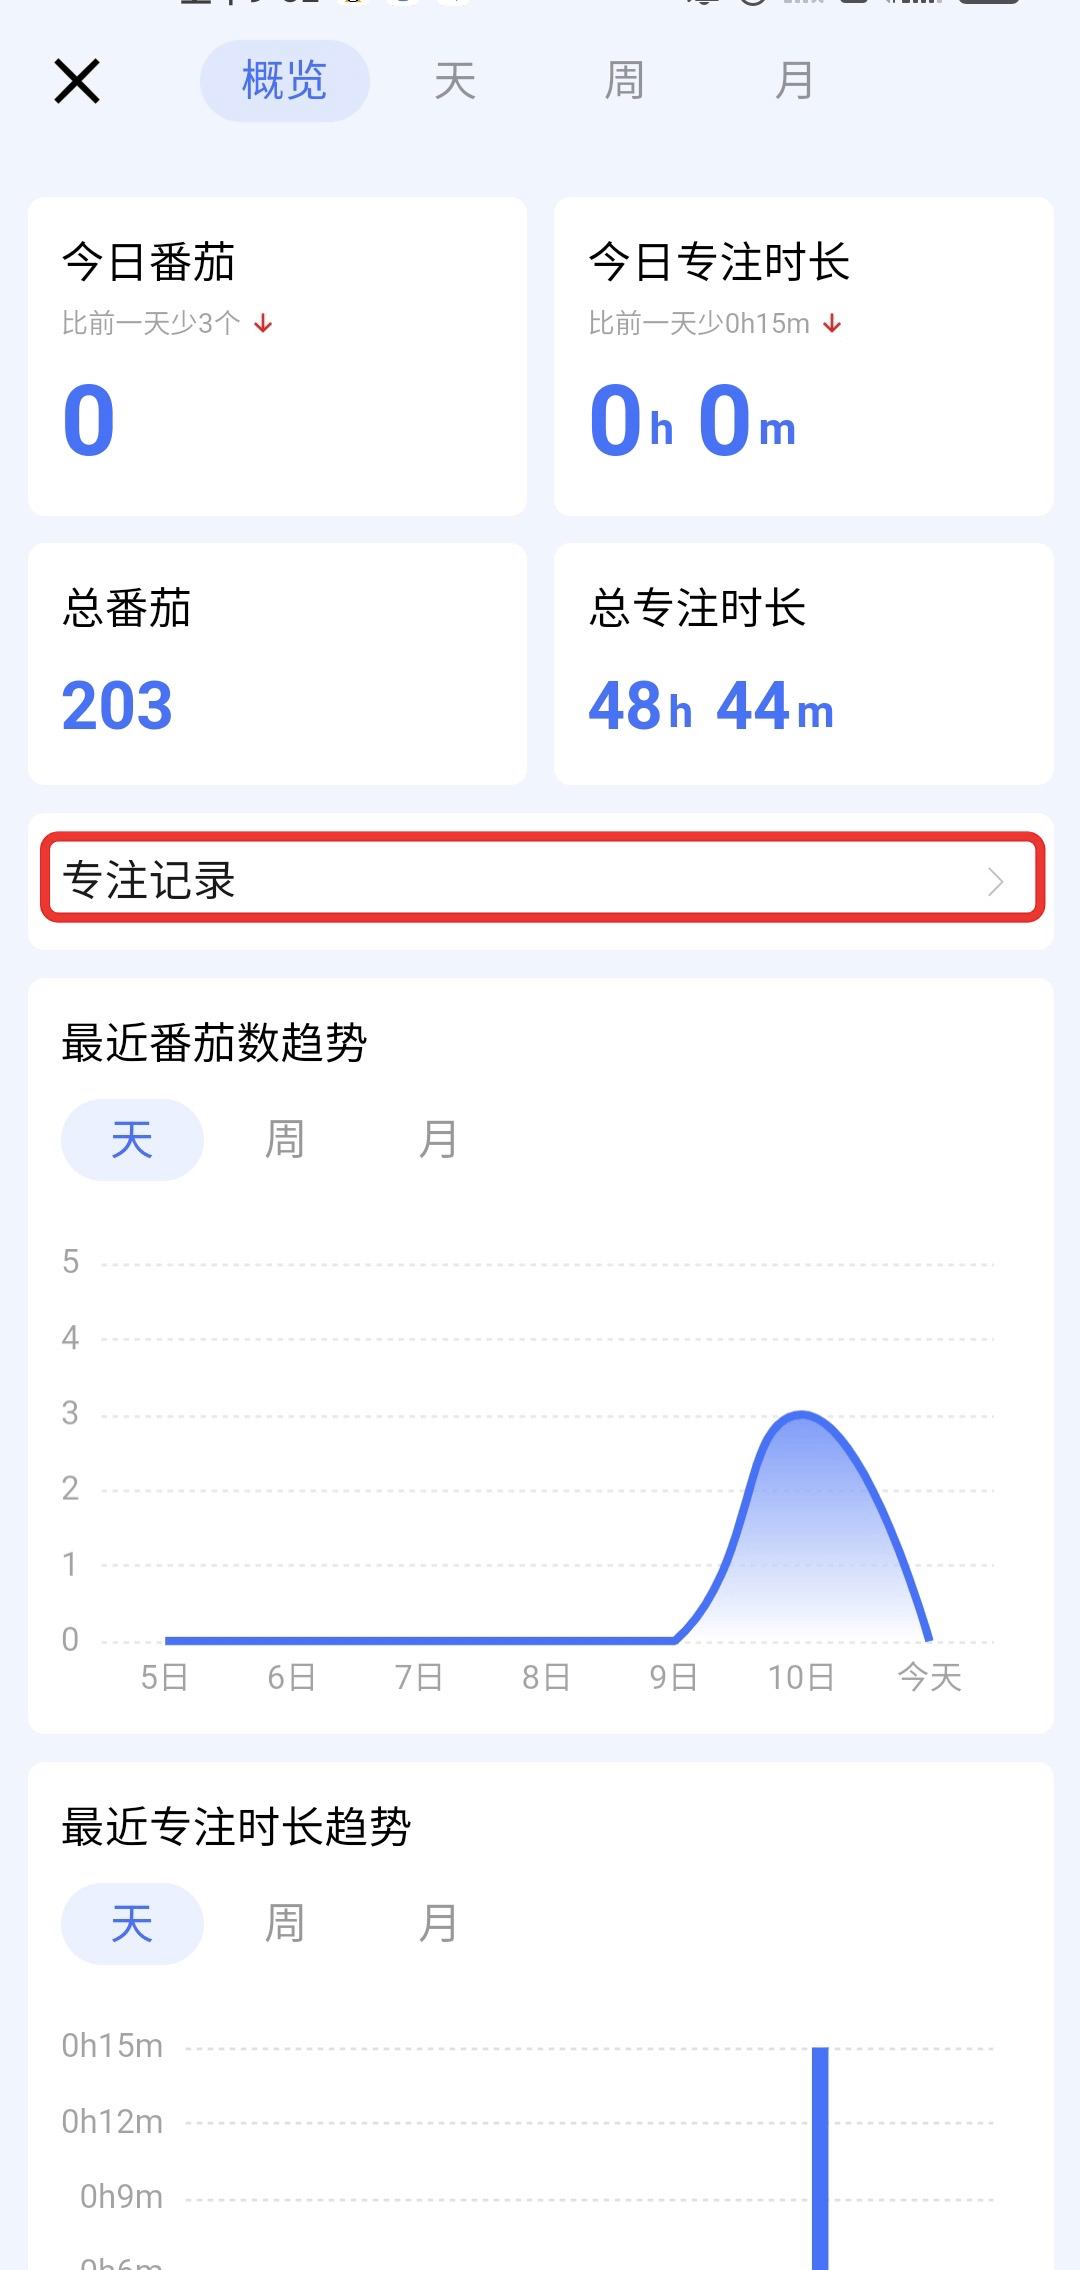 概览 天 周 月
今日番茄
比前一天少3个
0
今日专注时长
比前一天少0h15m
0h 0m
总番茄
203
总专注时长
48h 44m
专注记录
最近番茄数趋势
天 周 月
5
4
3
2
1
0
5日 6日 7日 8日 9日 10日 今天
最近专注时长趋势
天 周 月
0h15m
0h12m
0h9m